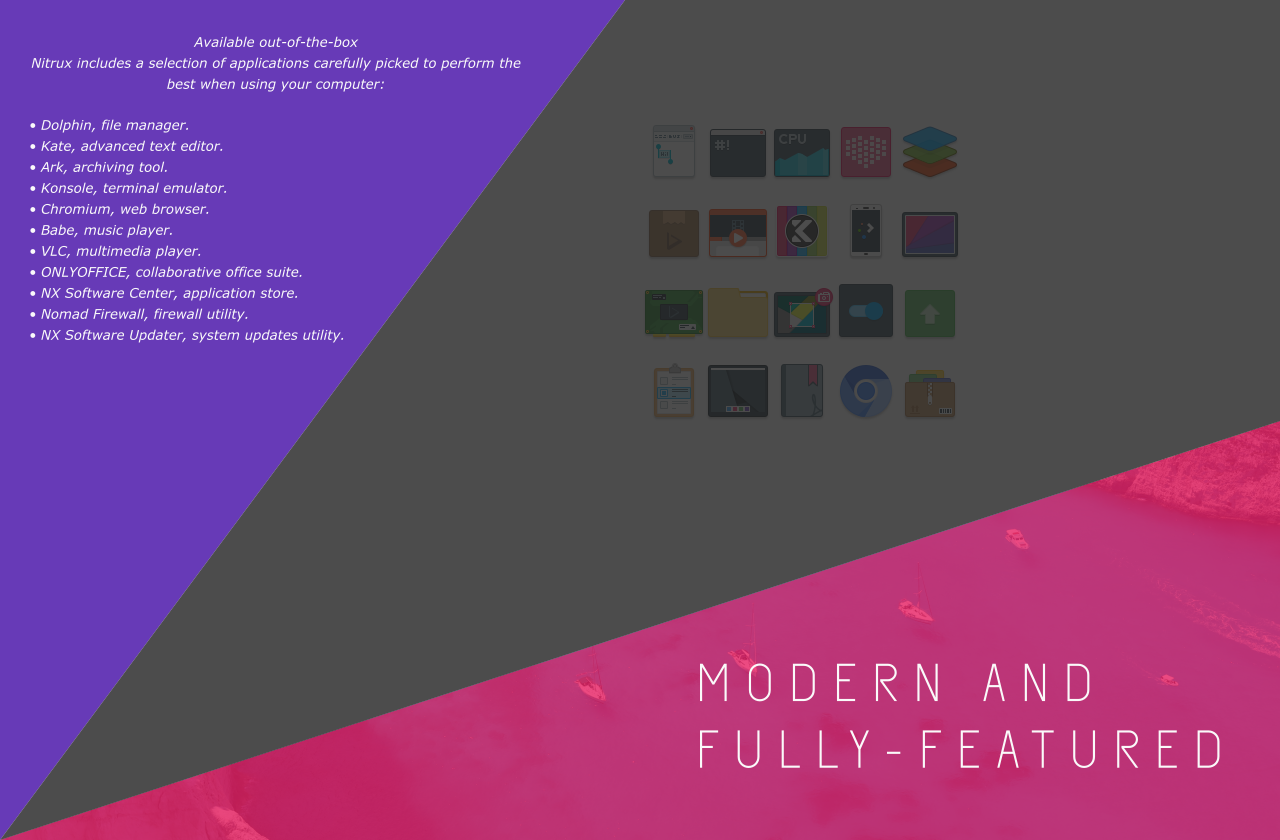 Available out-of-the-box
Nitrux includes a selection of applications carefully picked to perform the
best when using your computer:
• Dolphin, file manager.
• Kate, advanced text editor.
• Ark, archiving tool.
• Konsole, terminal emulator.
• Chromium, web browser.
• Babe, music player.
• VLC, multimedia player.
• ONLYOFFICE, collaborative office suite.
• NX Software Center, application store.
• Nomad Firewall, firewall utility.
• NX Software Updater, system updates utility.
#!
CPU
MODERN AND
FULLY-FEATURED